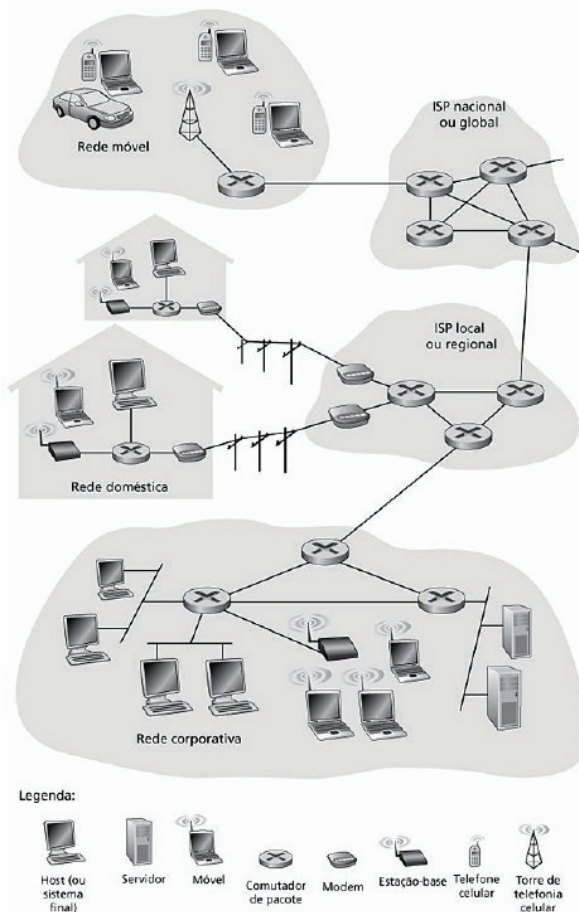 Rede móvel
ISP nacional
ou global
ISP local
ou regional
Rede doméstica
Rede corporativa
Legenda:
Host (ou
sistema
final)
Servidor
Móvel
Comutador
de pacote
Modem
Estação-base
Telefone
celular
Torre de
telefonia
celular